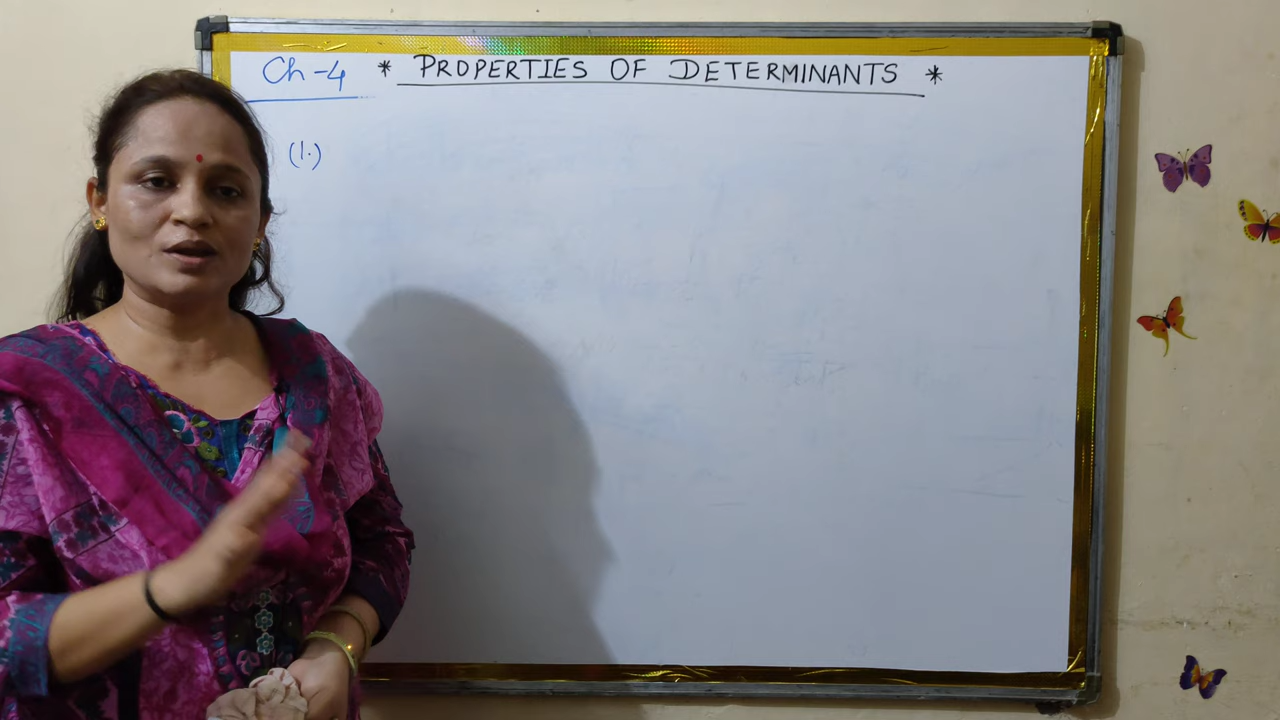 Ch-4 * PROPERTIES OF DETERMINANTS *
(1.)